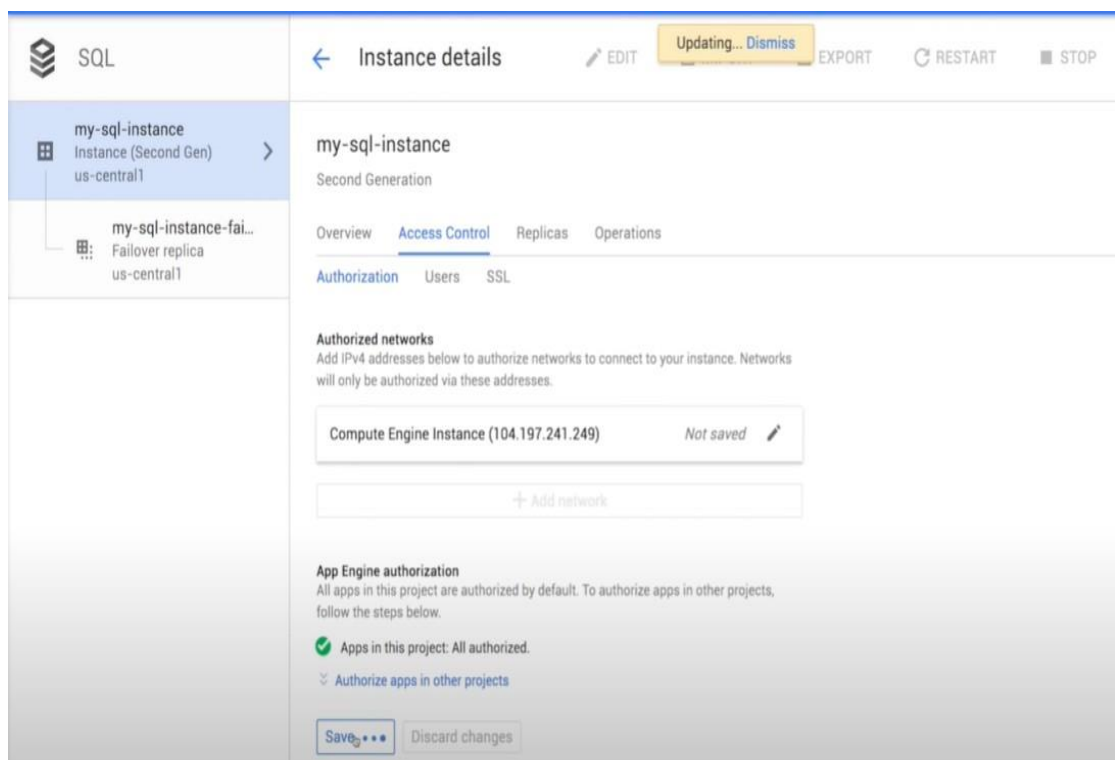 SQL
Instance details
EDIT
Updating... Dismiss
EXPORT
RESTART
STOP
my-sql-instance
Instance (Second Gen)
us-central1
my-sql-instance-fai...
Failover replica
us-central1
my-sql-instance
Second Generation
Overview Access Control Replicas Operations
Authorization Users SSL
Authorized networks
Add IPv4 addresses below to authorize networks to connect to your instance. Networks
will only be authorized via these addresses.
Compute Engine Instance (104.197.241.249) Not saved
+ Add network
App Engine authorization
All apps in this project are authorized by default. To authorize apps in other projects,
follow the steps below.
Apps in this project: All authorized.
Authorize apps in other projects
Save Discard changes